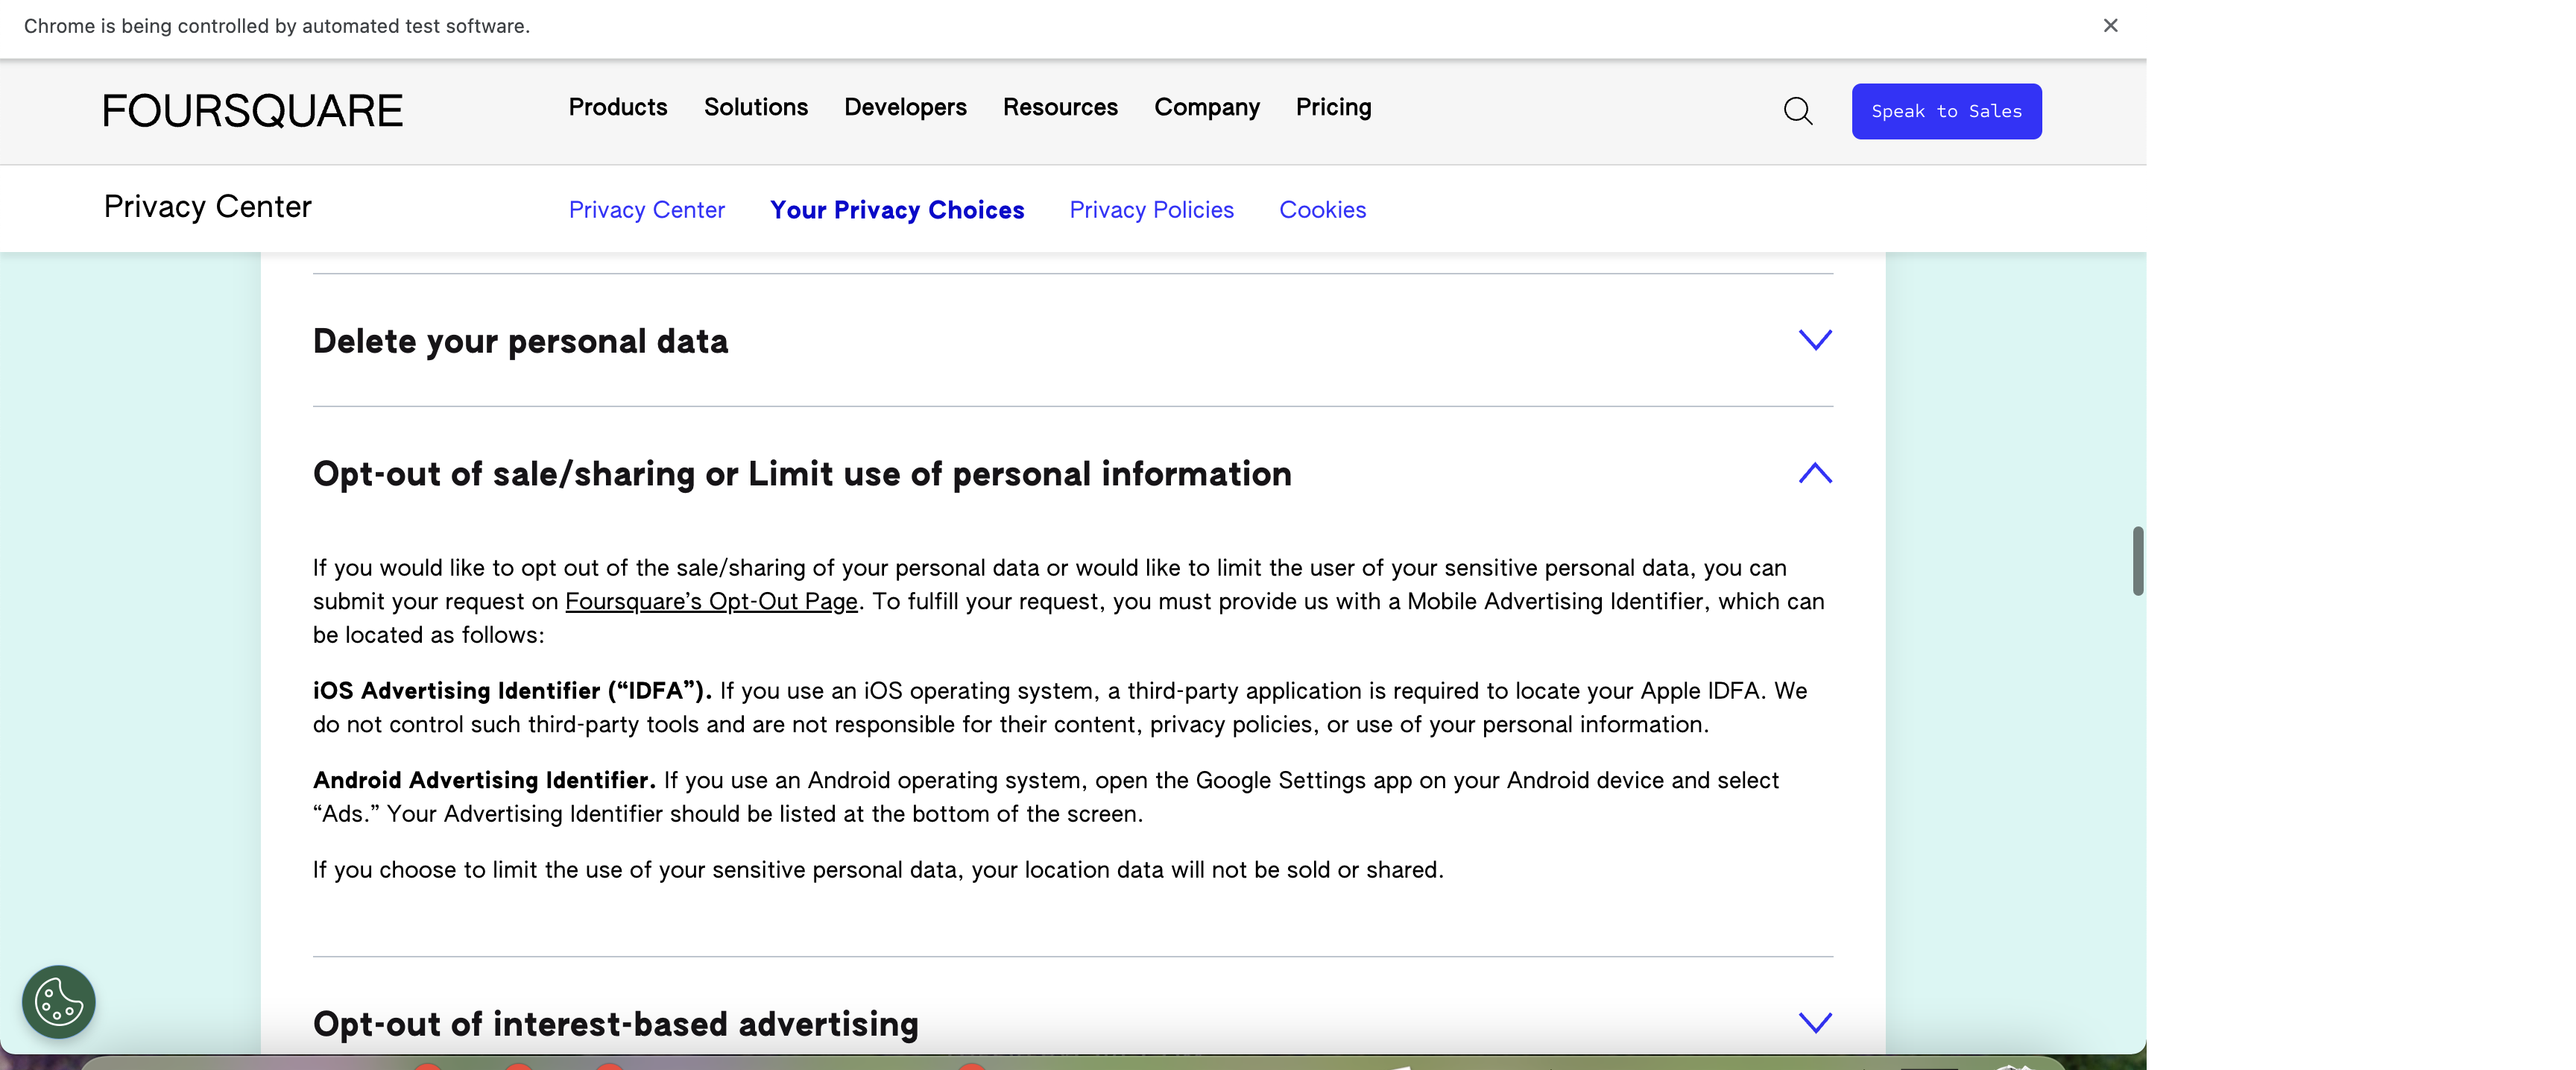 Chrome is being controlled by automated test software.
FOURSQUARE
Products Solutions Developers Resources Company Pricing
Speak to Sales
Privacy Center
Privacy Center Your Privacy Choices Privacy Policies Cookies
Delete your personal data
Opt-out of sale/sharing or Limit use of personal information
If you would like to opt out of the sale/sharing of your personal data or would like to limit the user of your sensitive personal data, you can
submit your request on Foursquare’s Opt-Out Page. To fulfill your request, you must provide us with a Mobile Advertising Identifier, which can
be located as follows:
iOS Advertising Identifier (“IDFA”). If you use an iOS operating system, a third-party application is required to locate your Apple IDFA. We
do not control such third-party tools and are not responsible for their content, privacy policies, or use of your personal information.
Android Advertising Identifier. If you use an Android operating system, open the Google Settings app on your Android device and select
“Ads.” Your Advertising Identifier should be listed at the bottom of the screen.
If you choose to limit the use of your sensitive personal data, your location data will not be sold or shared.
Opt-out of interest-based advertising